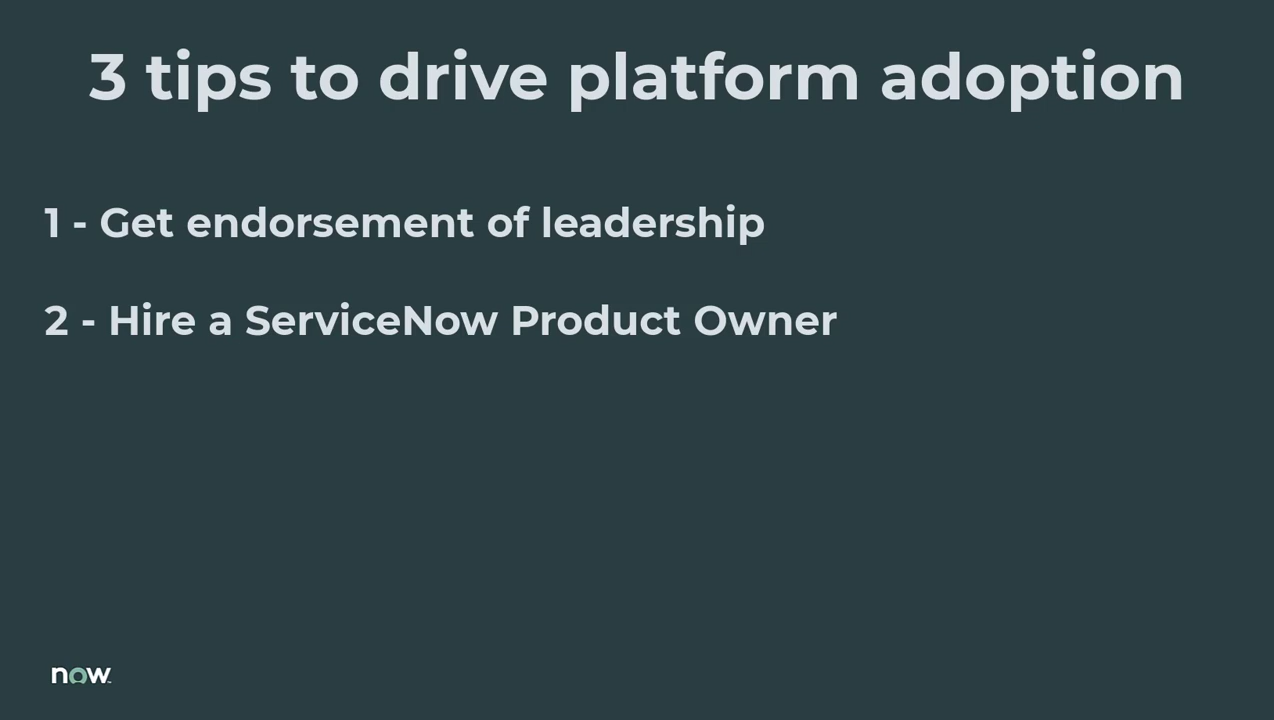 3 tips to drive platform adoption
1 - Get endorsement of leadership
2 - Hire a ServiceNow Product Owner
now